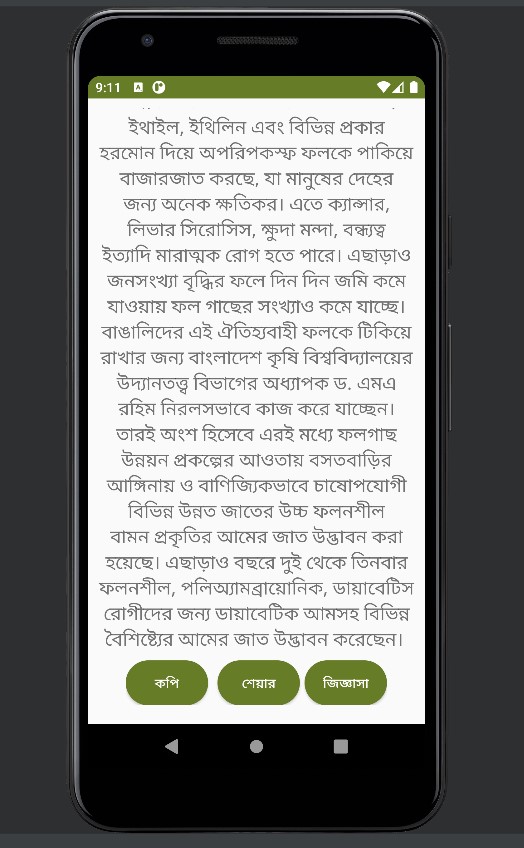 9:11
ইথাইল, ইথিলিন এবং বিভিন্ন প্রকার
হরমোন দিয়ে অপরিপকস্ফ ফলকে পাকিয়ে
বাজারজাত করছে, যা মানুষের দেহের
জন্য অনেক ক্ষতিকর। এতে ক্যান্সার,
লিভার সিরোসিস, ক্ষুদা মন্দা, বন্ধ্যত্ব
ইত্যাদি মারাত্মক রোগ হতে পারে। এছাড়াও
জনসংখ্যা বৃদ্ধির ফলে দিন দিন জমি কমে
যাওয়ায় ফল গাছের সংখ্যাও কমে যাচ্ছে।
বাঙালিদের এই ঐতিহ্যবাহী ফলকে টিকিয়ে
রাখার জন্য বাংলাদেশ কৃষি বিশ্ববিদ্যালয়ের
উদ্যানতত্ত্ব বিভাগের অধ্যাপক ড. এমএ
রহিম নিরলসভাবে কাজ করে যাচ্ছেন।
তারই অংশ হিসেবে এরই মধ্যে ফলগাছ
উন্নয়ন প্রকল্পের আওতায় বসতবাড়ির
আঙ্গিনায় ও বাণিজ্যিকভাবে চাষোপযোগী
বিভিন্ন উন্নত জাতের উচ্চ ফলনশীল
বামন প্রকৃতির আমের জাত উদ্ভাবন করা
হয়েছে। এছাড়াও বছরে দুই থেকে তিনবার
ফলনশীল, পলিঅ্যামব্রায়োনিক, ডায়াবেটিস
রোগীদের জন্য ডায়াবেটিক আমসহ বিভিন্ন
বৈশিষ্ট্যের আমের জাত উদ্ভাবন করেছেন।
কপি শেয়ার জিজ্ঞাসা